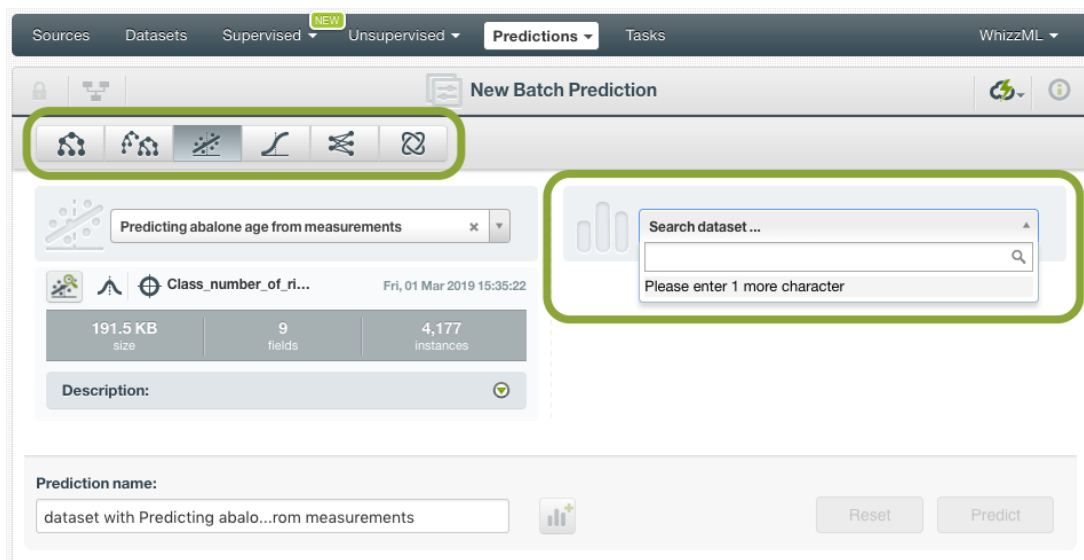 NEW
Sources Datasets Supervised Unsupervised Predictions Tasks WhizzML
New Batch Prediction
Predicting abalone age from measurements ×
Search dataset ...
Please enter 1 more character
Class_number_of_ri... Fri, 01 Mar 2019 15:35:22
191.5 KB 9 4,177
size fields instances
Description:
Prediction name:
dataset with Predicting abalo...rom measurements
Reset Predict